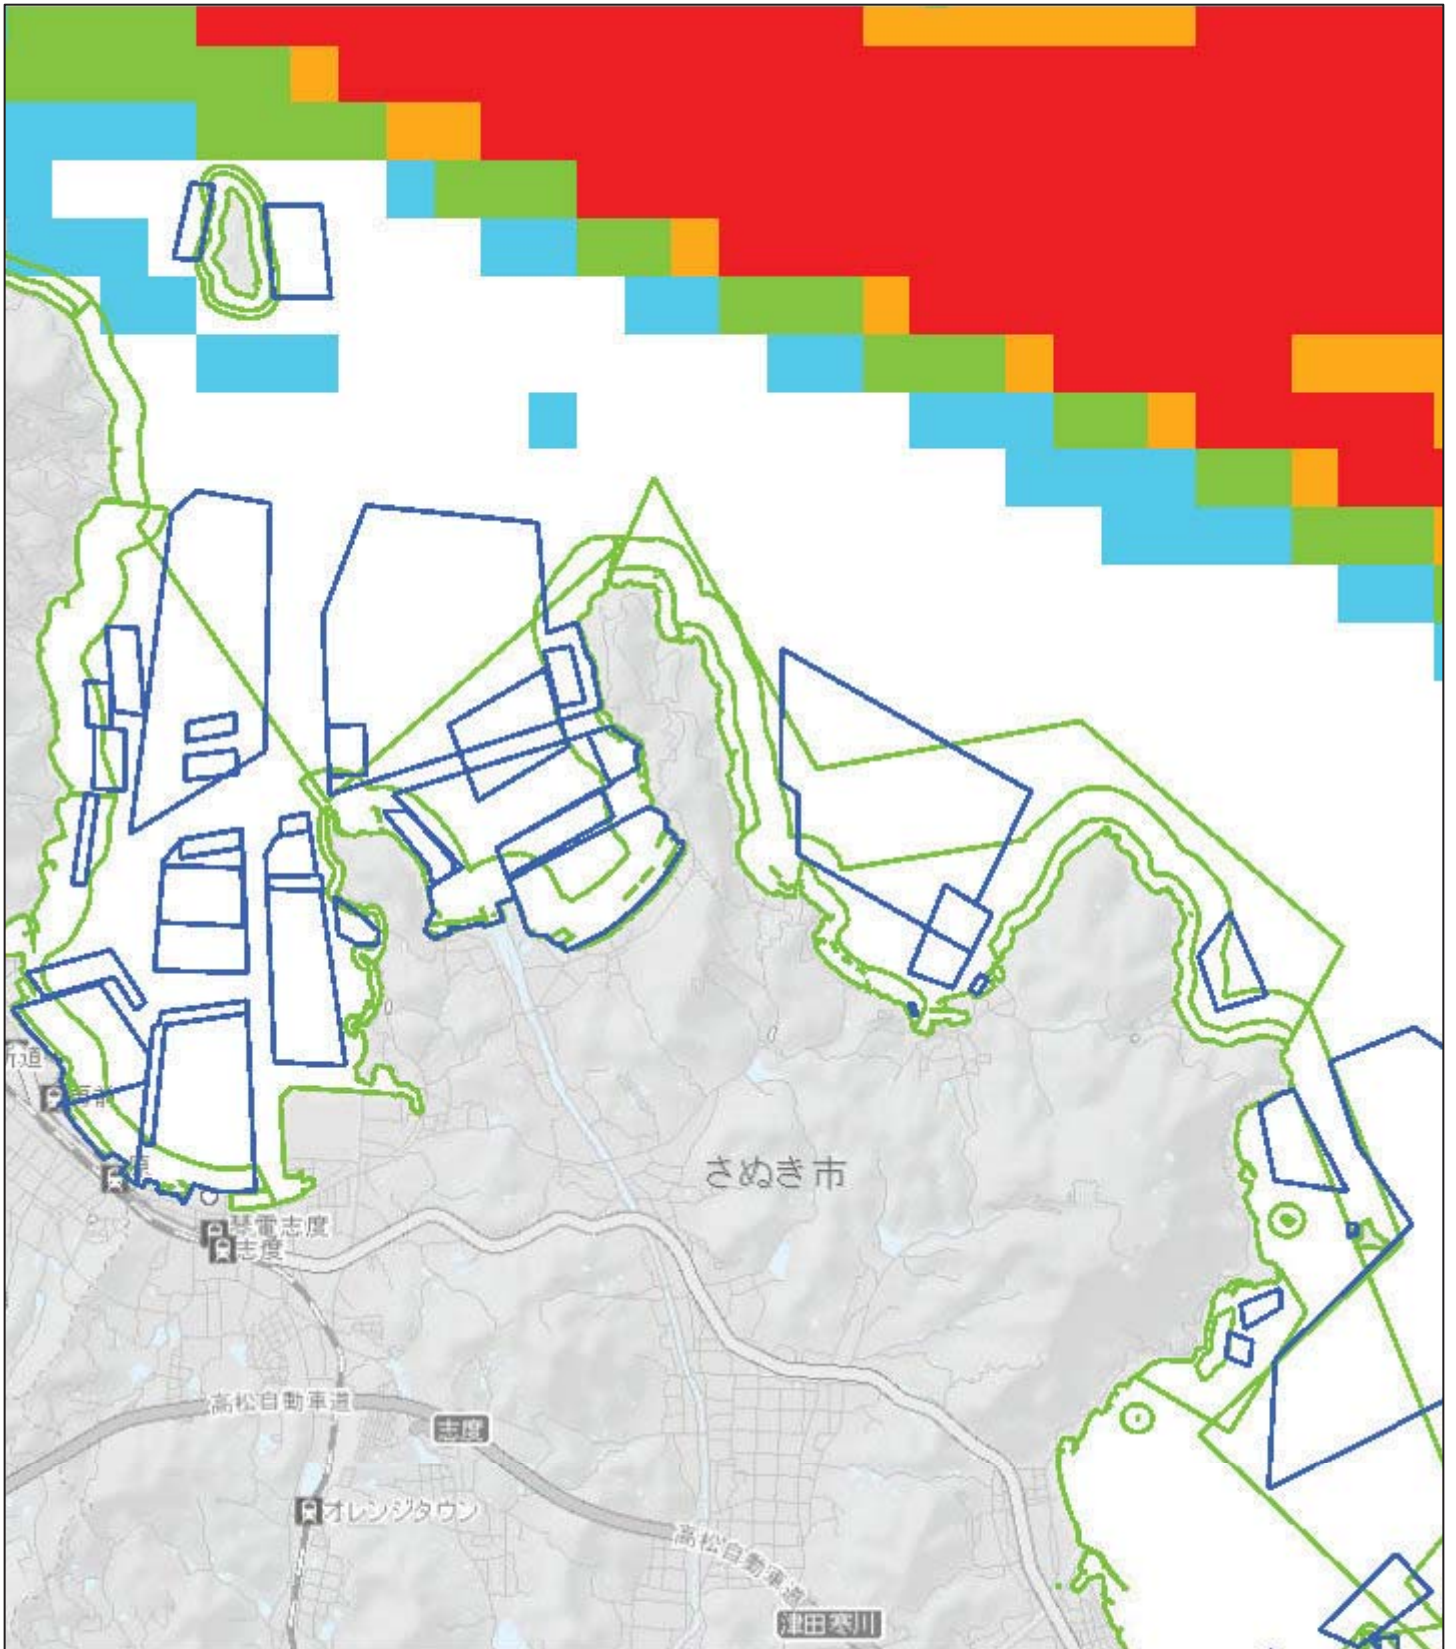 さぬき市
琴電志度
志度
高松自動車道
志度
オレンジタウン
高松自動車道
津田寒川